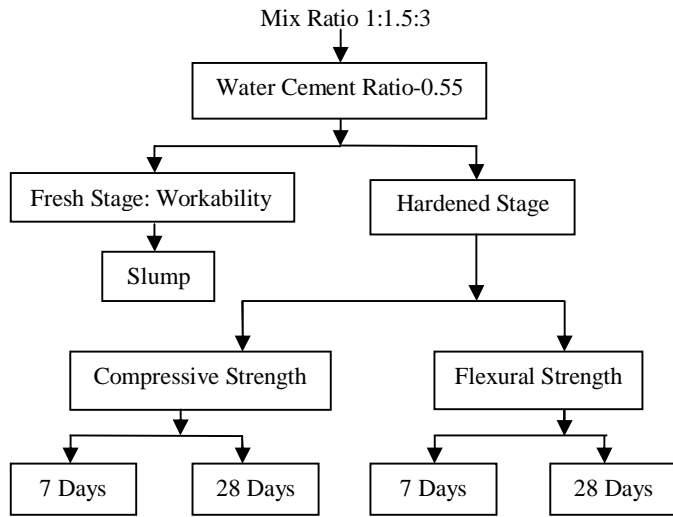 Mix Ratio 1:1.5:3
Water Cement Ratio-0.55
Fresh Stage: Workability
Hardened Stage
Slump
Compressive Strength
Flexural Strength
7 Days
28 Days
7 Days
28 Days